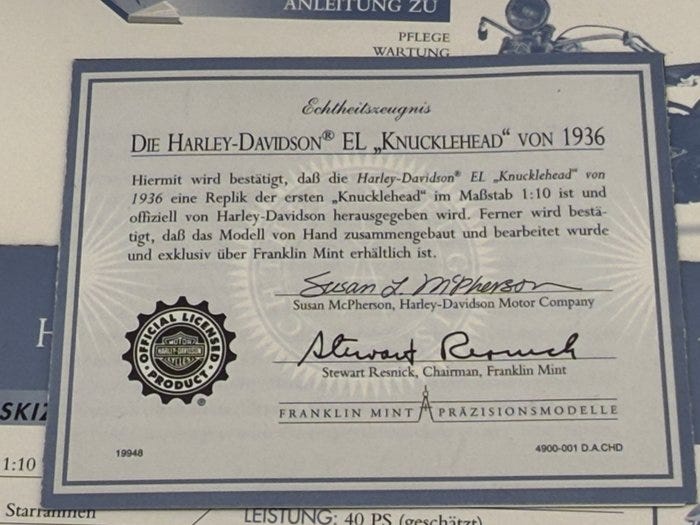 ANLEITUNG ZU
PFLEGE
WARTUNG
Echtheitszeugnis
DIE HARLEY-DAVIDSON® EL „KNUCKLEHEAD“ VON 1936
Hiermit wird bestätigt, daß die Harley-Davidson® EL „Knucklehead“ von
1936 eine Replik der ersten „Knucklehead“ im Maßstab 1:10 ist und
offiziell von Harley-Davidson herausgegeben wird. Ferner wird bestä-
tigt, daß das Modell von Hand zusammengebaut und bearbeitet wurde
und exklusiv über Franklin Mint erhältlich ist.
Susan L. McPherson
Susan McPherson, Harley-Davidson Motor Company
Stewart Resnick
Stewart Resnick, Chairman, Franklin Mint
OFFICIAL LICENSED
MOTOR
HARLEY-DAVIDSON
CYCLES
PRODUCT
®
FRANKLIN MINT PRÄZISIONSMODELLE
19948
4900-001 D.A.CHD
H
SKIZ
1:10
Starrahmen
LEISTUNG: 40 PS (geschätzt)